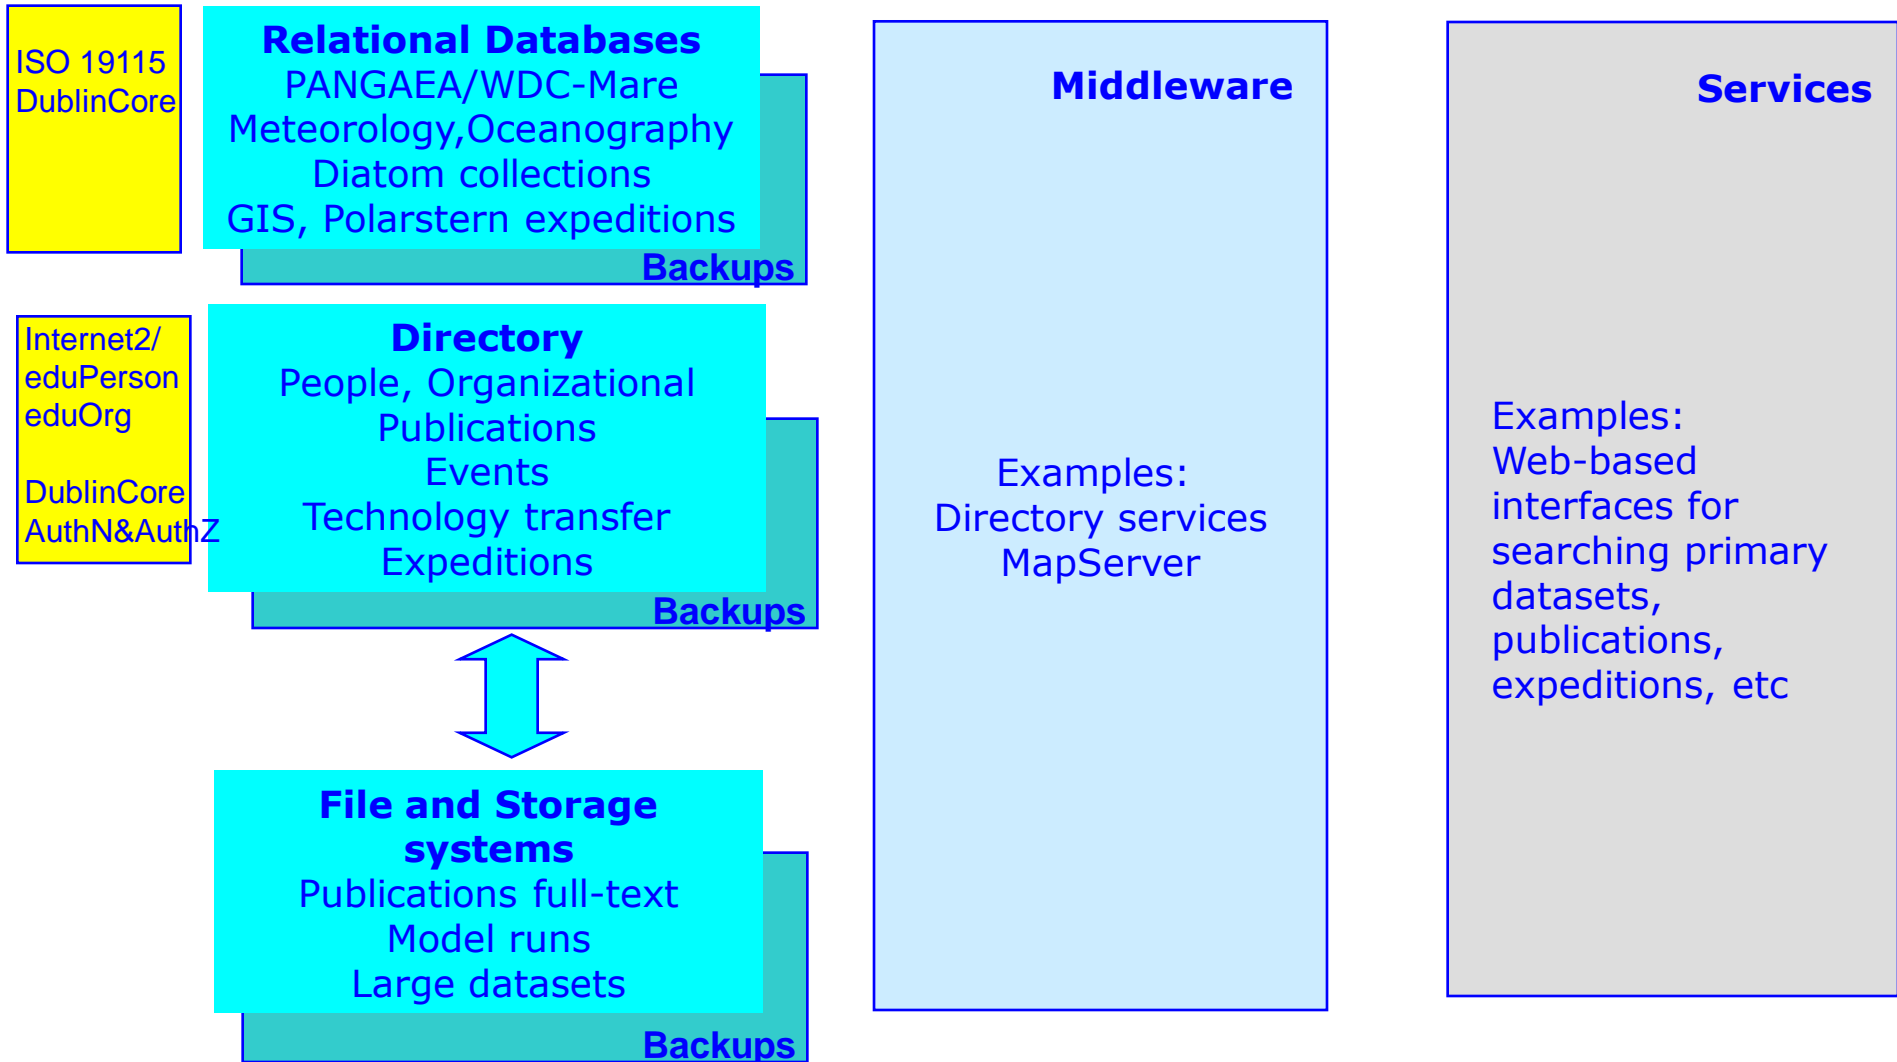 ISO 19115
DublinCore
Relational Databases
PANGAEA/WDC-Mare
Meteorology,Oceanography
Diatom collections
GIS, Polarstern expeditions
Backups
Internet2/
eduPerson
eduOrg
DublinCore
AuthN&AuthZ
Directory
People, Organizational
Publications
Events
Technology transfer
Expeditions
Backups
File and Storage
systems
Publications full-text
Model runs
Large datasets
Backups
Middleware
Examples:
Directory services
MapServer
Services
Examples:
Web-based
interfaces for
searching primary
datasets,
publications,
expeditions, etc